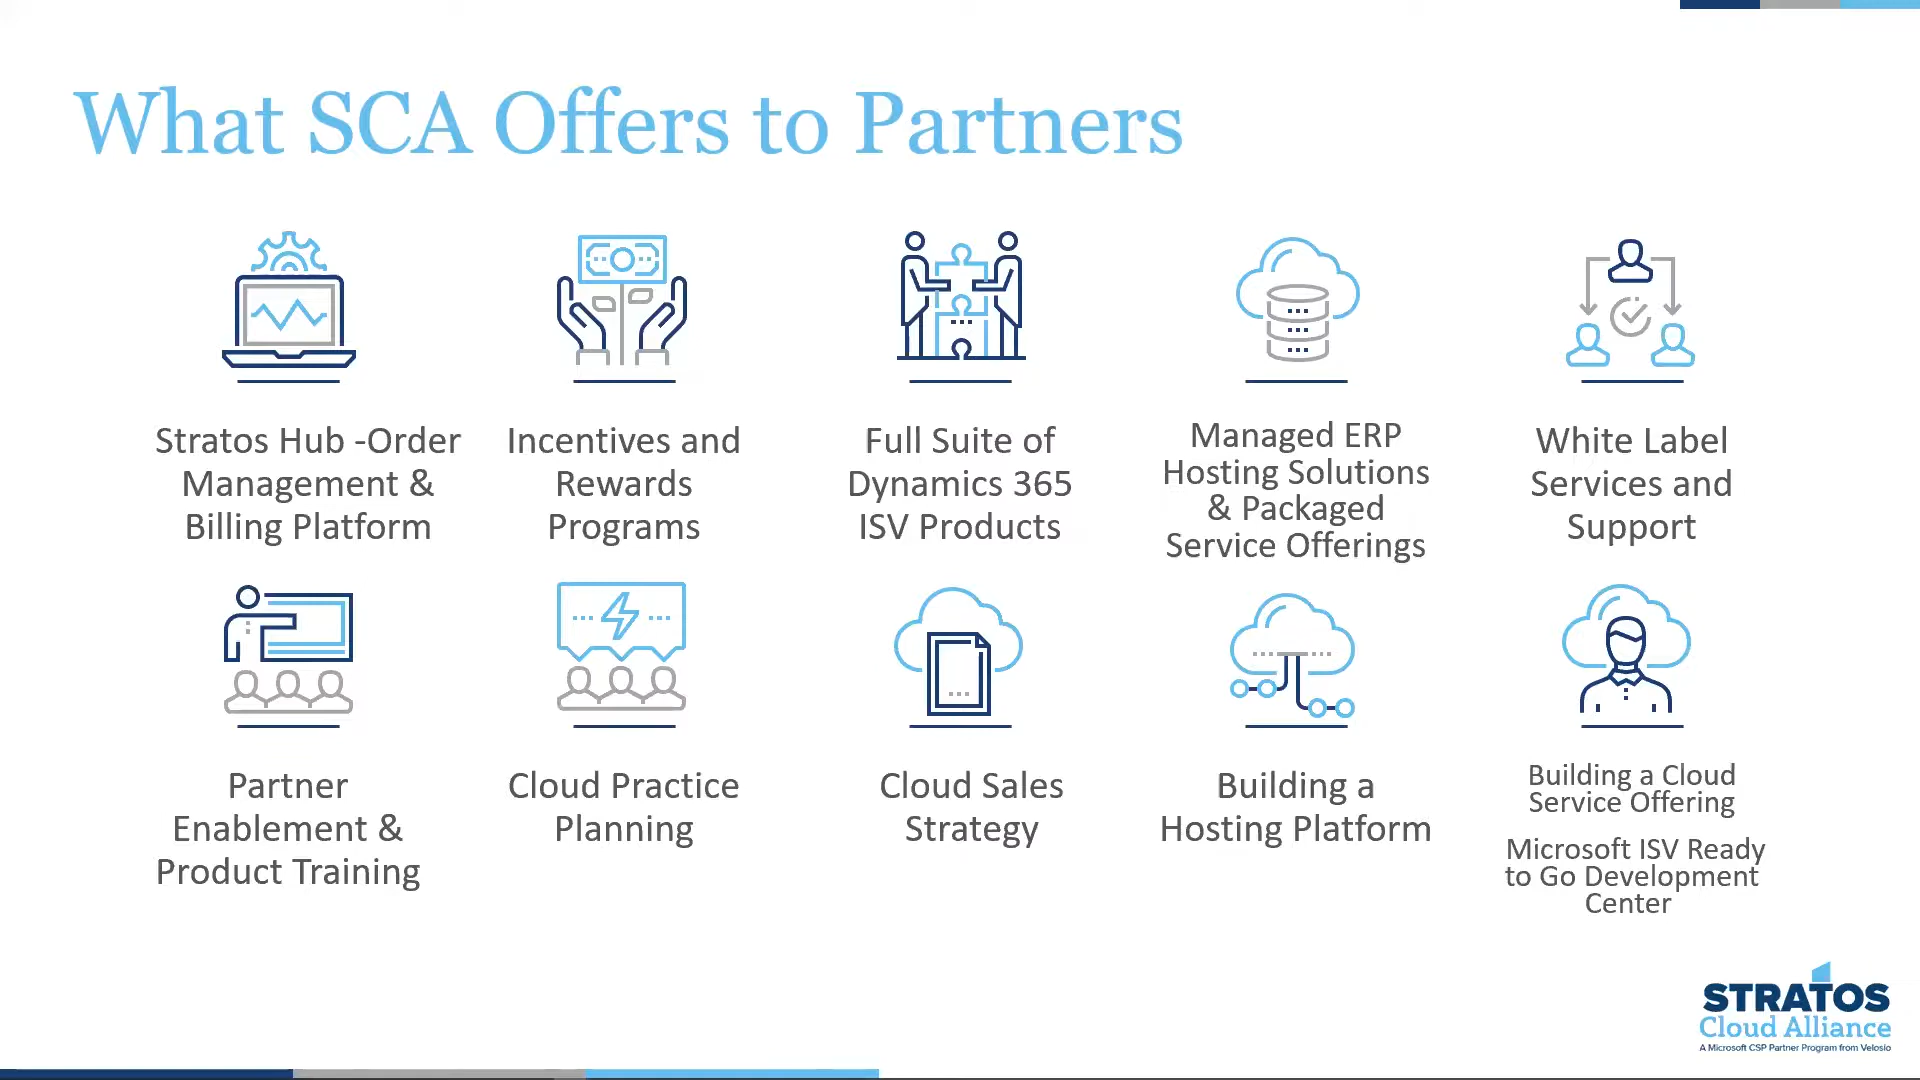 What SCA Offers to Partners
Stratos Hub -Order
Management &
Billing Platform
Incentives and
Rewards
Programs
Full Suite of
Dynamics 365
ISV Products
Managed ERP
Hosting Solutions
& Packaged
Service Offerings
White Label
Services and
Support
Partner
Enablement &
Product Training
Cloud Practice
Planning
Cloud Sales
Strategy
Building a
Hosting Platform
Building a Cloud
Service Offering
Microsoft ISV Ready
to Go Development
Center
STRATOS
Cloud Alliance
A Microsoft CSP Partner Program from Velosio